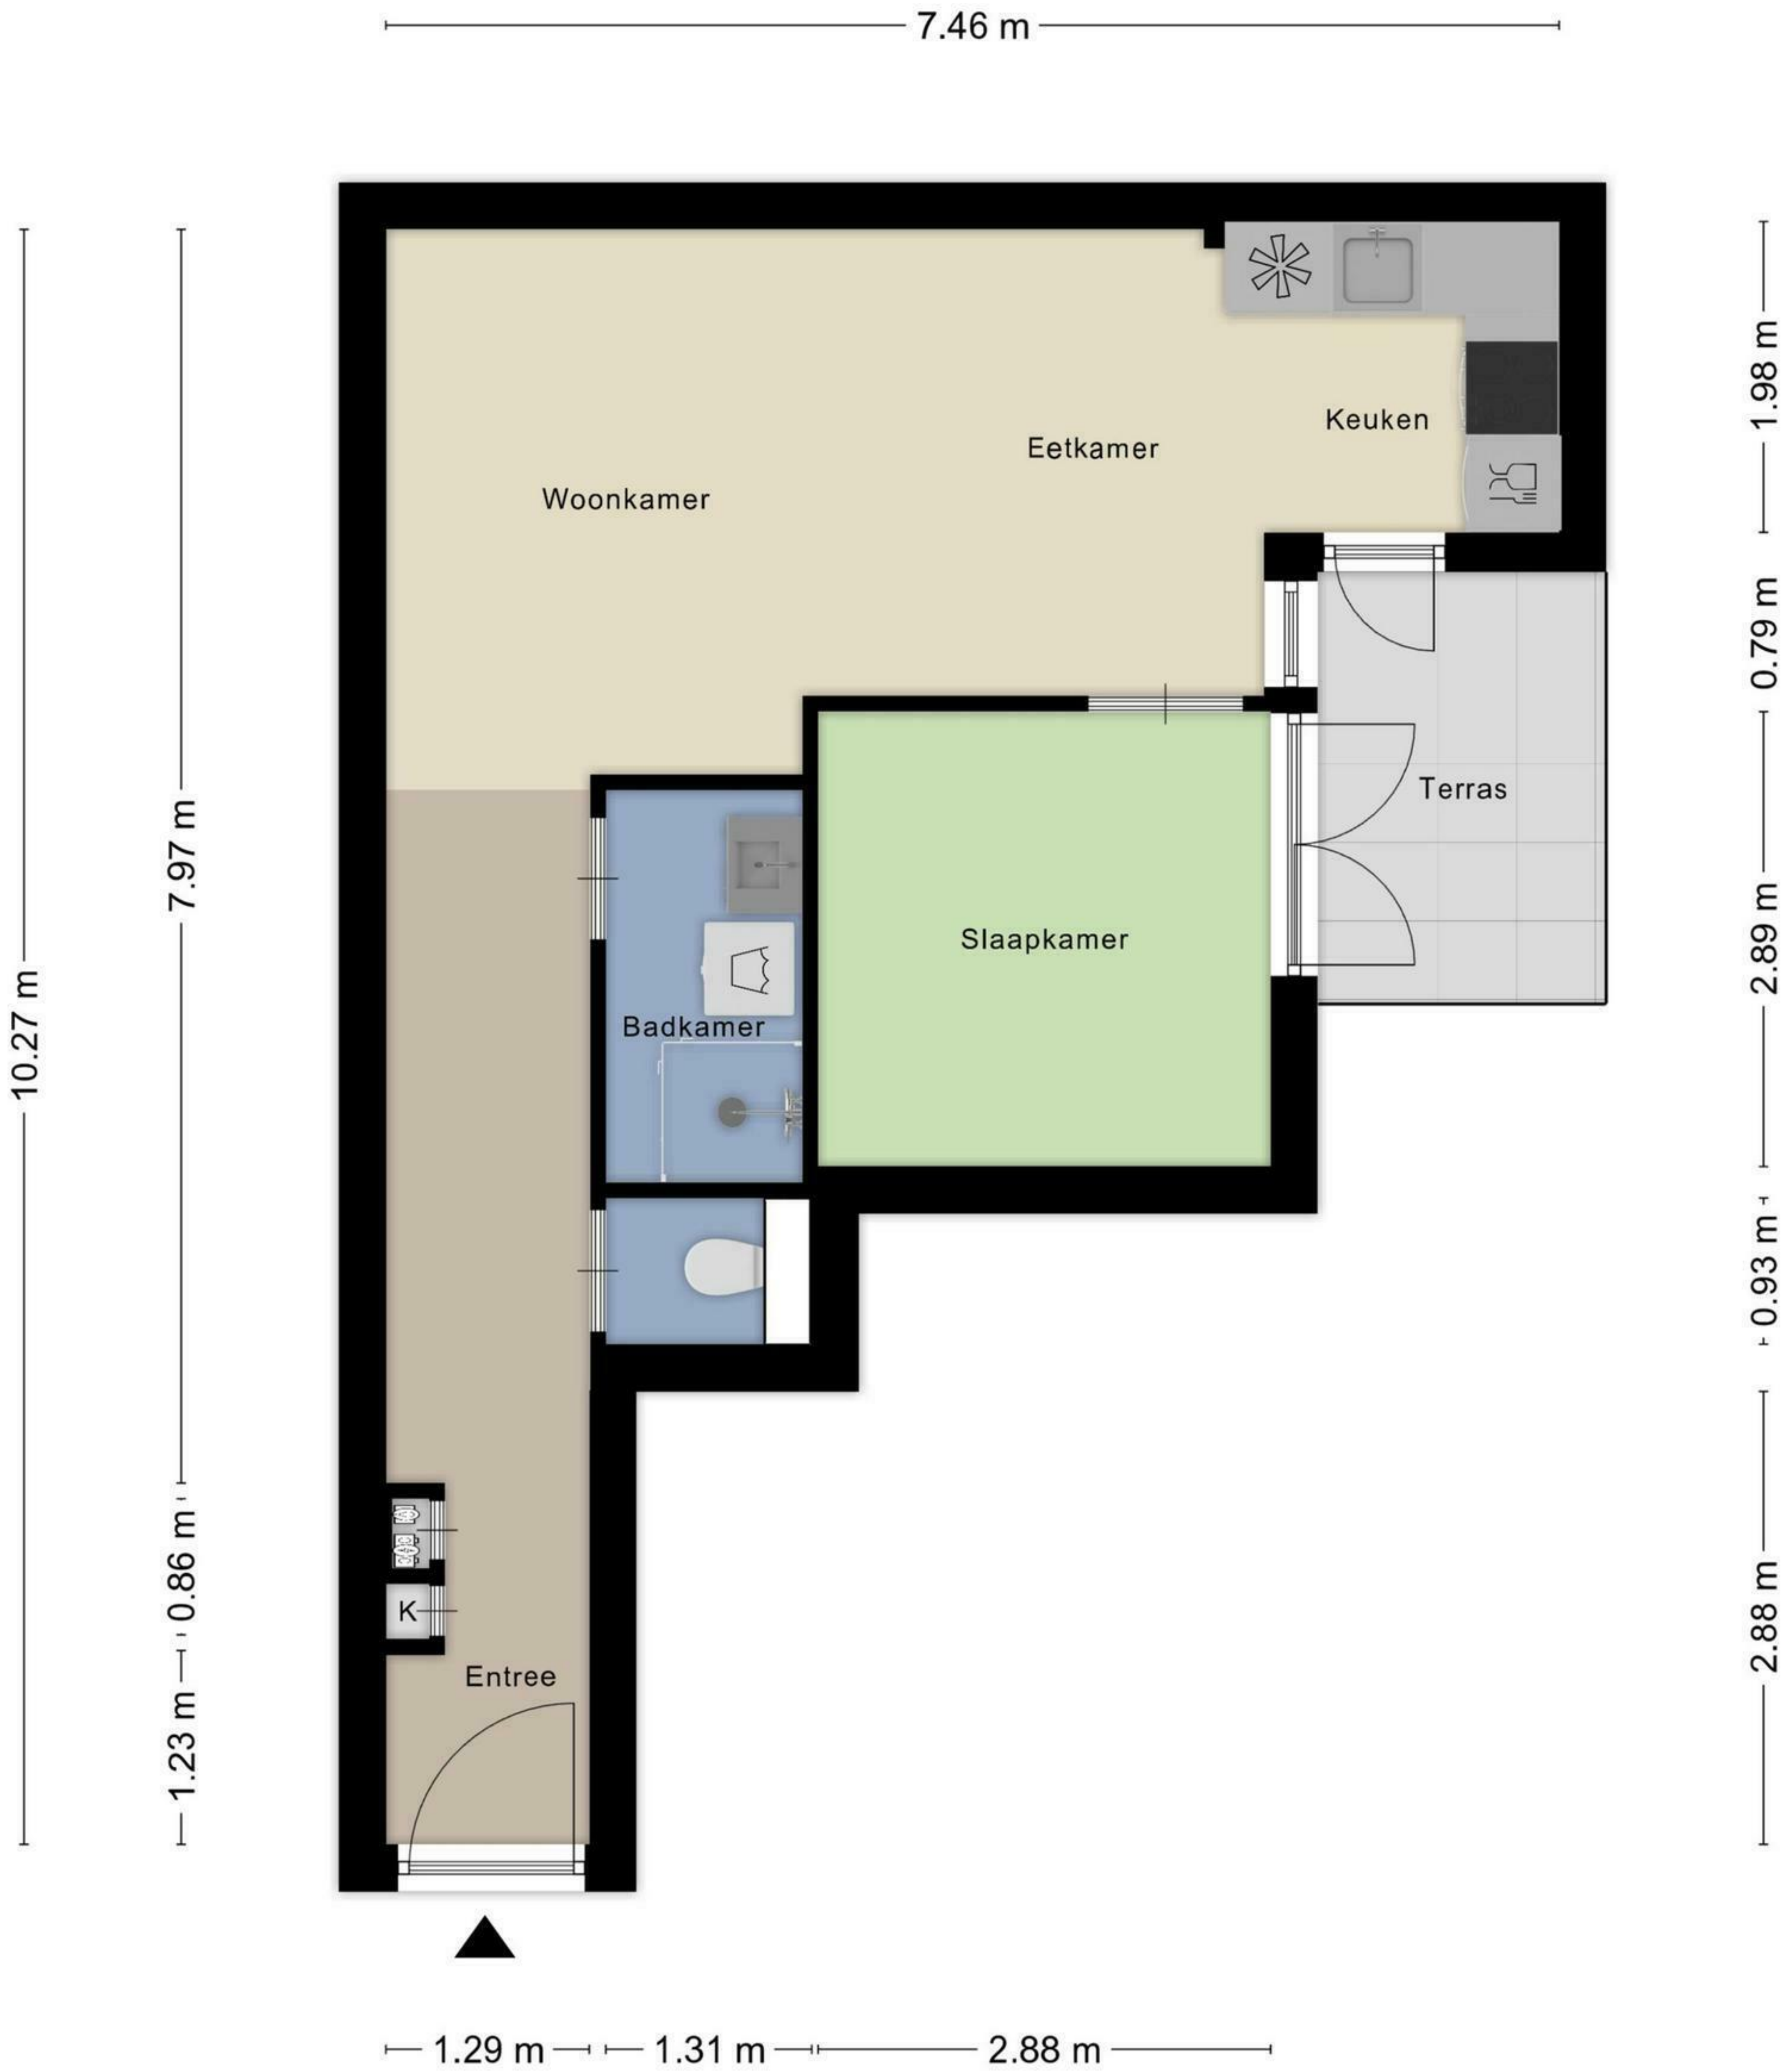 7.46 m
Keuken
Eetkamer
Woonkamer
1.98 m
0.79 m
Terras
7.97 m
2.89 m
Slaapkamer
Badkamer
10.27 m
0.93 m
0.86 m
K
2.88 m
Entree
1.23 m
1.29 m
1.31 m
2.88 m